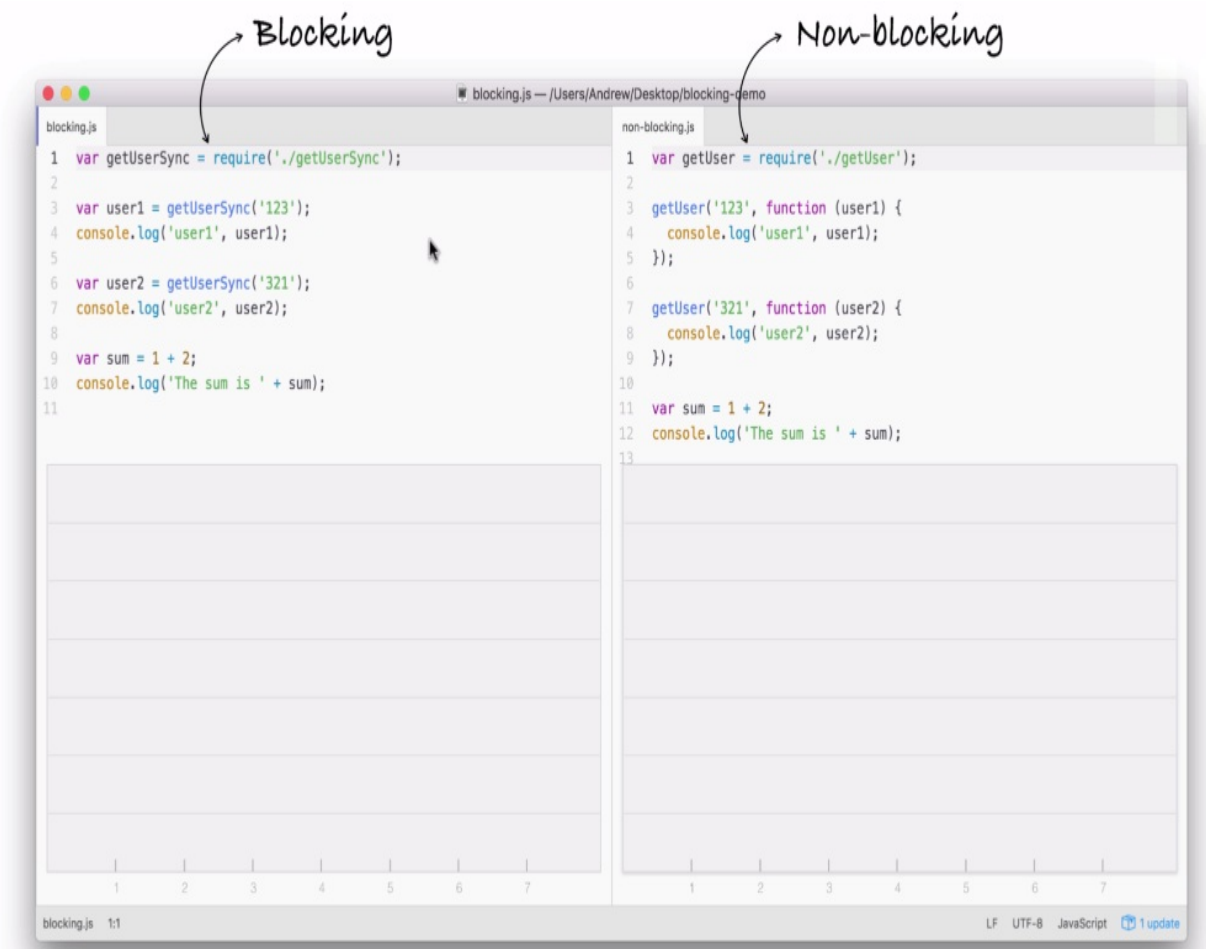 Blocking
Non-blocking
blocking.js — /Users/Andrew/Desktop/blocking-demo
blocking.js
1 var getUserSync = require('./getUserSync');
2
3 var user1 = getUserSync('123');
4 console.log('user1', user1);
5
6 var user2 = getUserSync('321');
7 console.log('user2', user2);
8
9 var sum = 1 + 2;
10 console.log('The sum is ' + sum);
11
1 2 3 4 5 6 7
non-blocking.js
1 var getUser = require('./getUser');
2
3 getUser('123', function (user1) {
4   console.log('user1', user1);
5 });
6
7 getUser('321', function (user2) {
8   console.log('user2', user2);
9 });
10
11 var sum = 1 + 2;
12 console.log('The sum is ' + sum);
13
1 2 3 4 5 6 7
blocking.js 1:1
LF UTF-8 JavaScript 1 update